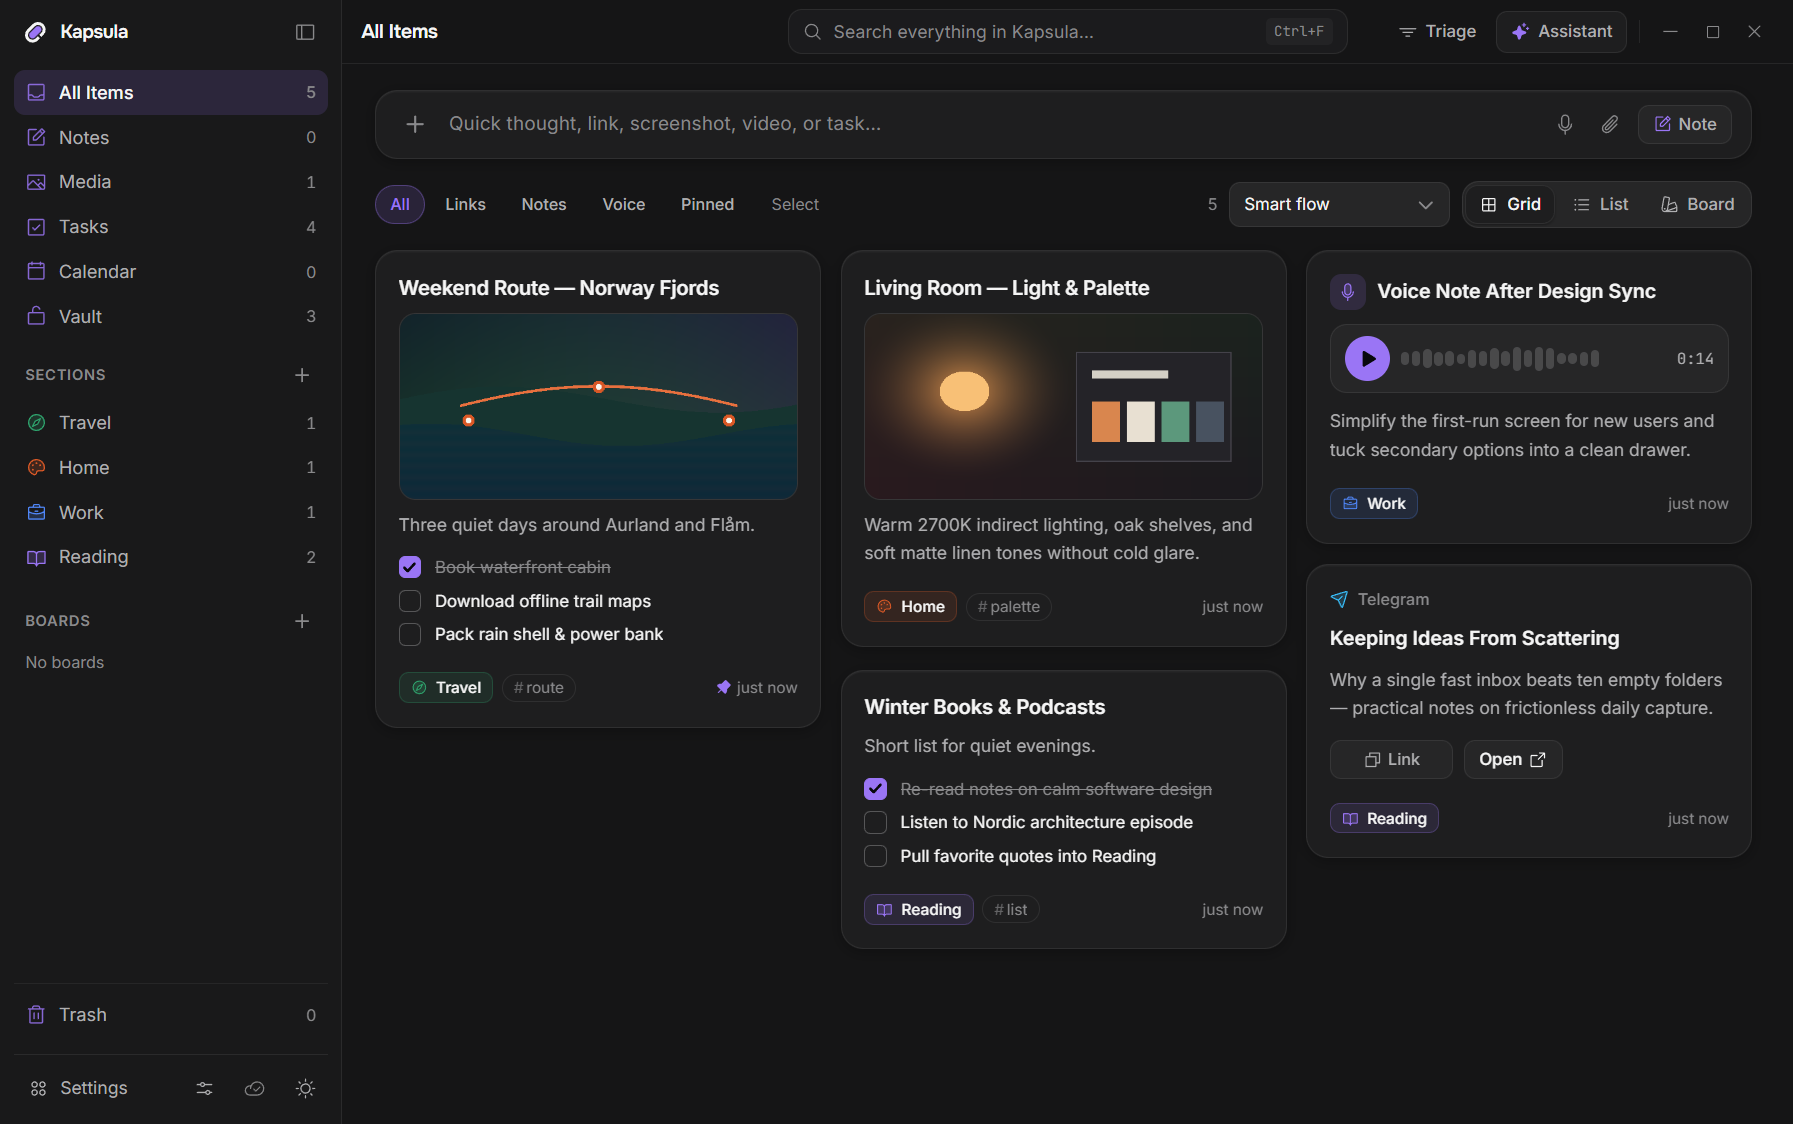 Kapsula
All Items 5
Notes 0
Media 1
Tasks 4
Calendar 0
Vault 3
SECTIONS
Travel 1
Home 1
Work 1
Reading 2
BOARDS
No boards
Trash 0
Settings
All Items
Search everything in Kapsula... Ctrl+F
Triage
Assistant
Quick thought, link, screenshot, video, or task...
Note
All Links Notes Voice Pinned Select
5 Smart flow Grid List Board
Weekend Route — Norway Fjords
Three quiet days around Aurland and Flåm.
Book waterfront cabin
Download offline trail maps
Pack rain shell & power bank
Travel #route just now
Living Room — Light & Palette
Warm 2700K indirect lighting, oak shelves, and
soft matte linen tones without cold glare.
Home #palette just now
Winter Books & Podcasts
Short list for quiet evenings.
Re-read notes on calm software design
Listen to Nordic architecture episode
Pull favorite quotes into Reading
Reading #list just now
Voice Note After Design Sync
0:14
Simplify the first-run screen for new users and
tuck secondary options into a clean drawer.
Work just now
Telegram
Keeping Ideas From Scattering
Why a single fast inbox beats ten empty folders
— practical notes on frictionless daily capture.
Link Open
Reading just now